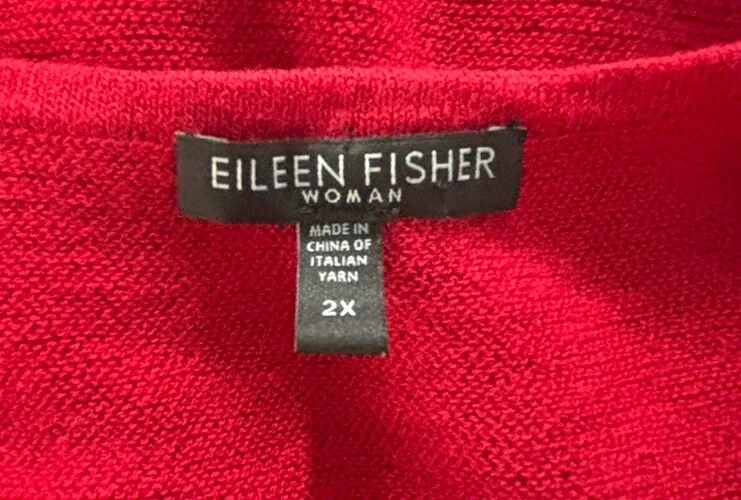 EILEEN FISHER
WOMAN
MADE IN
CHINA OF
ITALIAN
YARN
2X